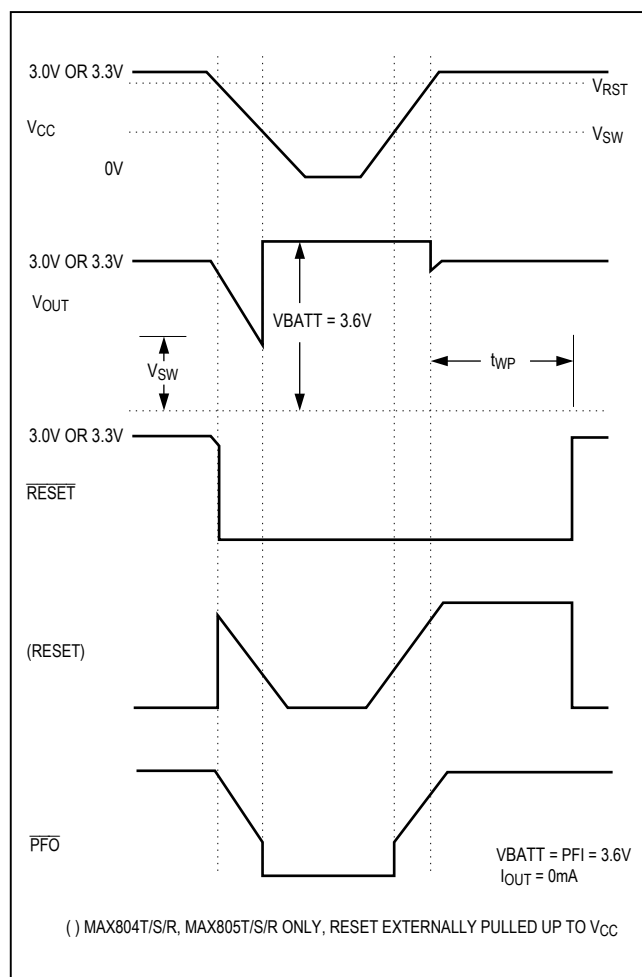 3.0V OR 3.3V
VRST
VCC
VSW
0V
3.0V OR 3.3V
VOUT
VBATT = 3.6V
VSW
tWP
3.0V OR 3.3V
RESET
(RESET)
PFO
VBATT = PFI = 3.6V
IOUT = 0mA
( ) MAX804T/S/R, MAX805T/S/R ONLY, RESET EXTERNALLY PULLED UP TO VCC